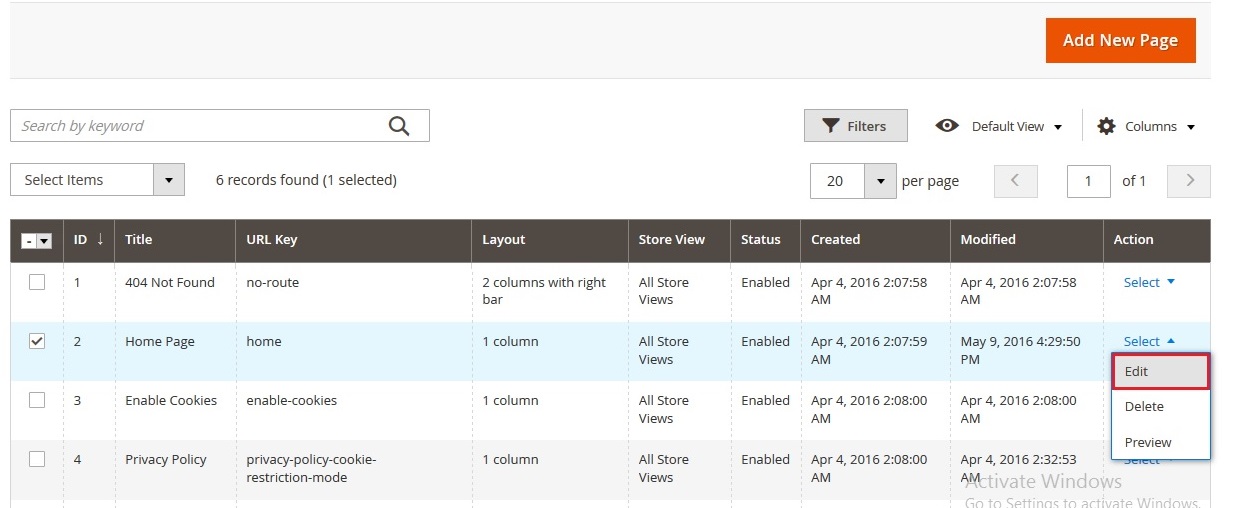 Add New Page
Search by keyword
Filters
Default View
Columns
Select Items
6 records found (1 selected)
20
per page
1
of 1
- ID ↓ Title URL Key Layout Store View Status Created Modified Action
1 404 Not Found no-route 2 columns with right All Store Enabled Apr 4, 2016 2:07:58 Apr 4, 2016 2:07:58 Select
bar Views AM AM
2 Home Page home 1 column All Store Enabled Apr 4, 2016 2:07:59 May 9, 2016 4:29:50 Select
Views AM PM
Edit
3 Enable Cookies enable-cookies 1 column All Store Enabled Apr 4, 2016 2:08:00 Apr 4, 2016 2:08:00
Views AM AM
Delete
Preview
4 Privacy Policy privacy-policy-cookie- 1 column All Store Enabled Apr 4, 2016 2:08:00 Apr 4, 2016 2:32:53 Select
restriction-mode Views AM AM
Activate Windows
Go to Settings to activate Windows.